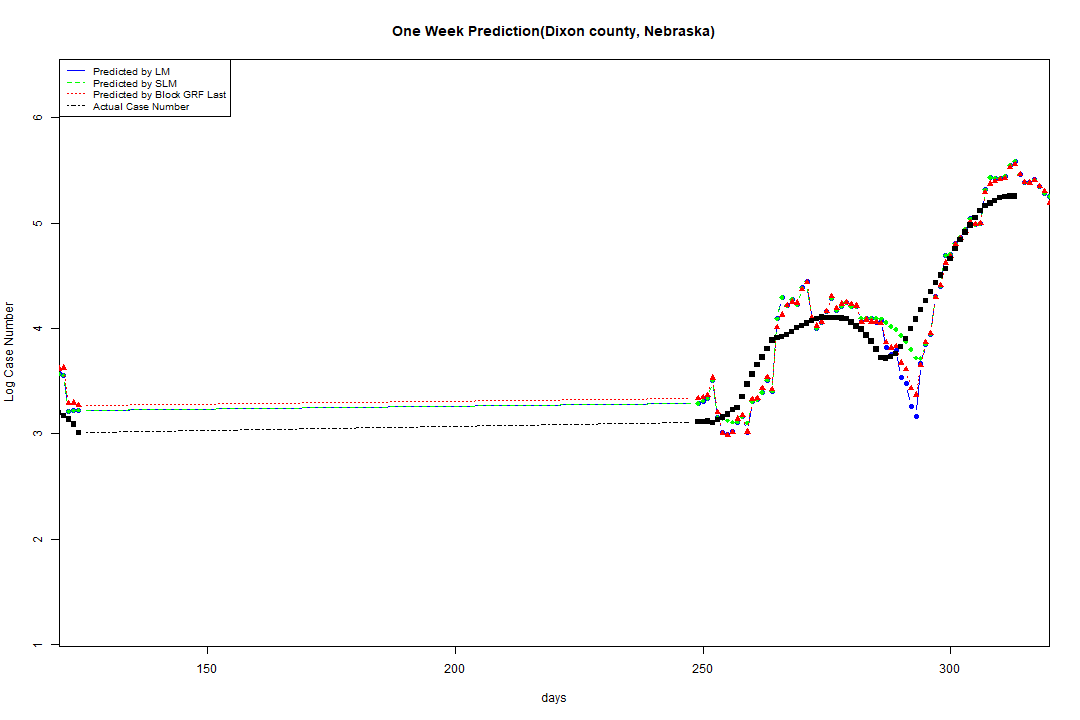 One Week Prediction(Dixon county, Nebraska)
Predicted by LM
Predicted by SLM
Predicted by Block GRF Last
Actual Case Number
Log Case Number
6
5
4
3
2
1
150 200 250 300
days